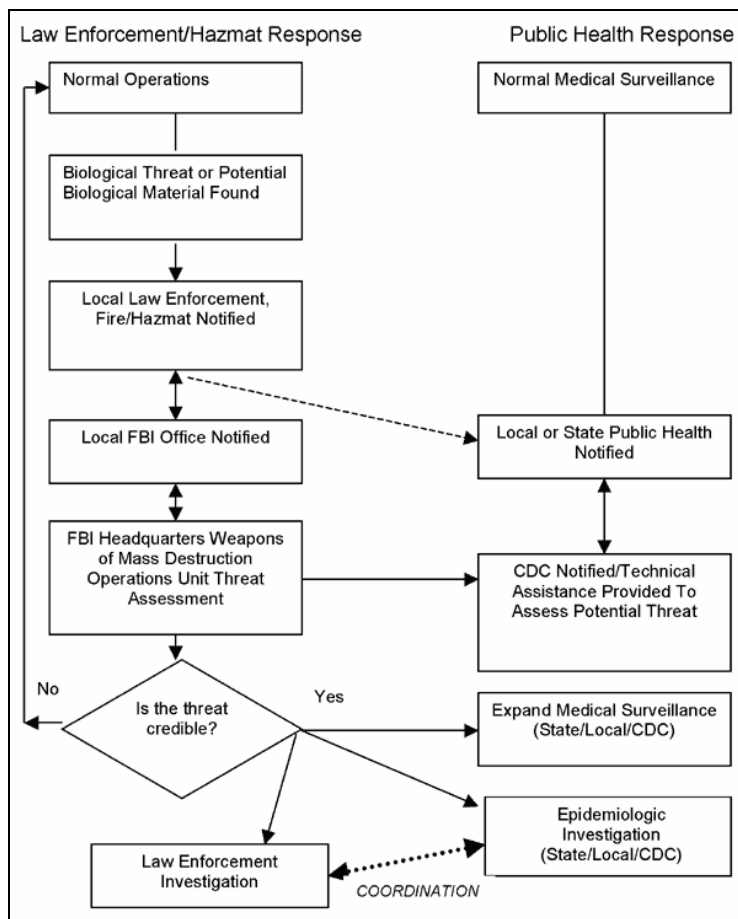 Law Enforcement/Hazmat Response
Public Health Response
Normal Operations
Normal Medical Surveillance
Biological Threat or Potential
Biological Material Found
Local Law Enforcement,
Fire/Hazmat Notified
Local FBI Office Notified
Local or State Public Health
Notified
FBI Headquarters Weapons
of Mass Destruction
Operations Unit Threat
Assessment
CDC Notified/Technical
Assistance Provided To
Assess Potential Threat
No
Is the threat
credible?
Yes
Expand Medical Surveillance
(State/Local/CDC)
Epidemiologic
Investigation
(State/Local/CDC)
Law Enforcement
Investigation
COORDINATION